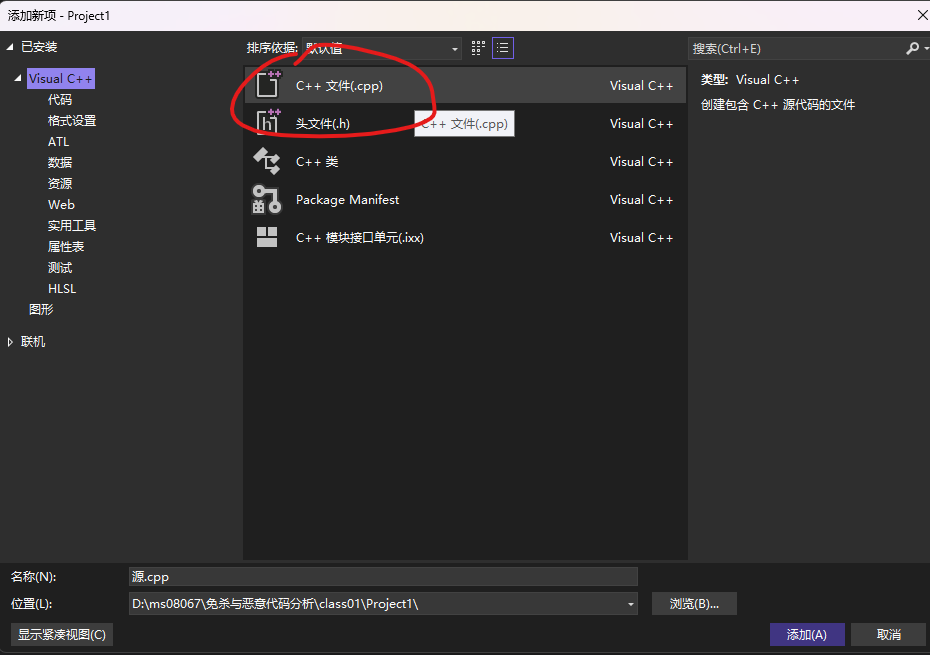 添加新项 - Project1
已安装
排序依据: 默认值
搜索(Ctrl+E)
Visual C++
代码
格式设置
ATL
数据
资源
Web
实用工具
属性表
测试
HLSL
图形
联机
C++ 文件(.cpp) Visual C++
头文件(.h) Visual C++
C++ 文件(.cpp)
C++ 类 Visual C++
Package Manifest Visual C++
C++ 模块接口单元(.ixx) Visual C++
类型: Visual C++
创建包含 C++ 源代码的文件
名称(N): 源.cpp
位置(L): D:\ms08067\免杀与恶意代码分析\class01\Project1\ 浏览(B)...
显示紧凑视图(C) 添加(A) 取消